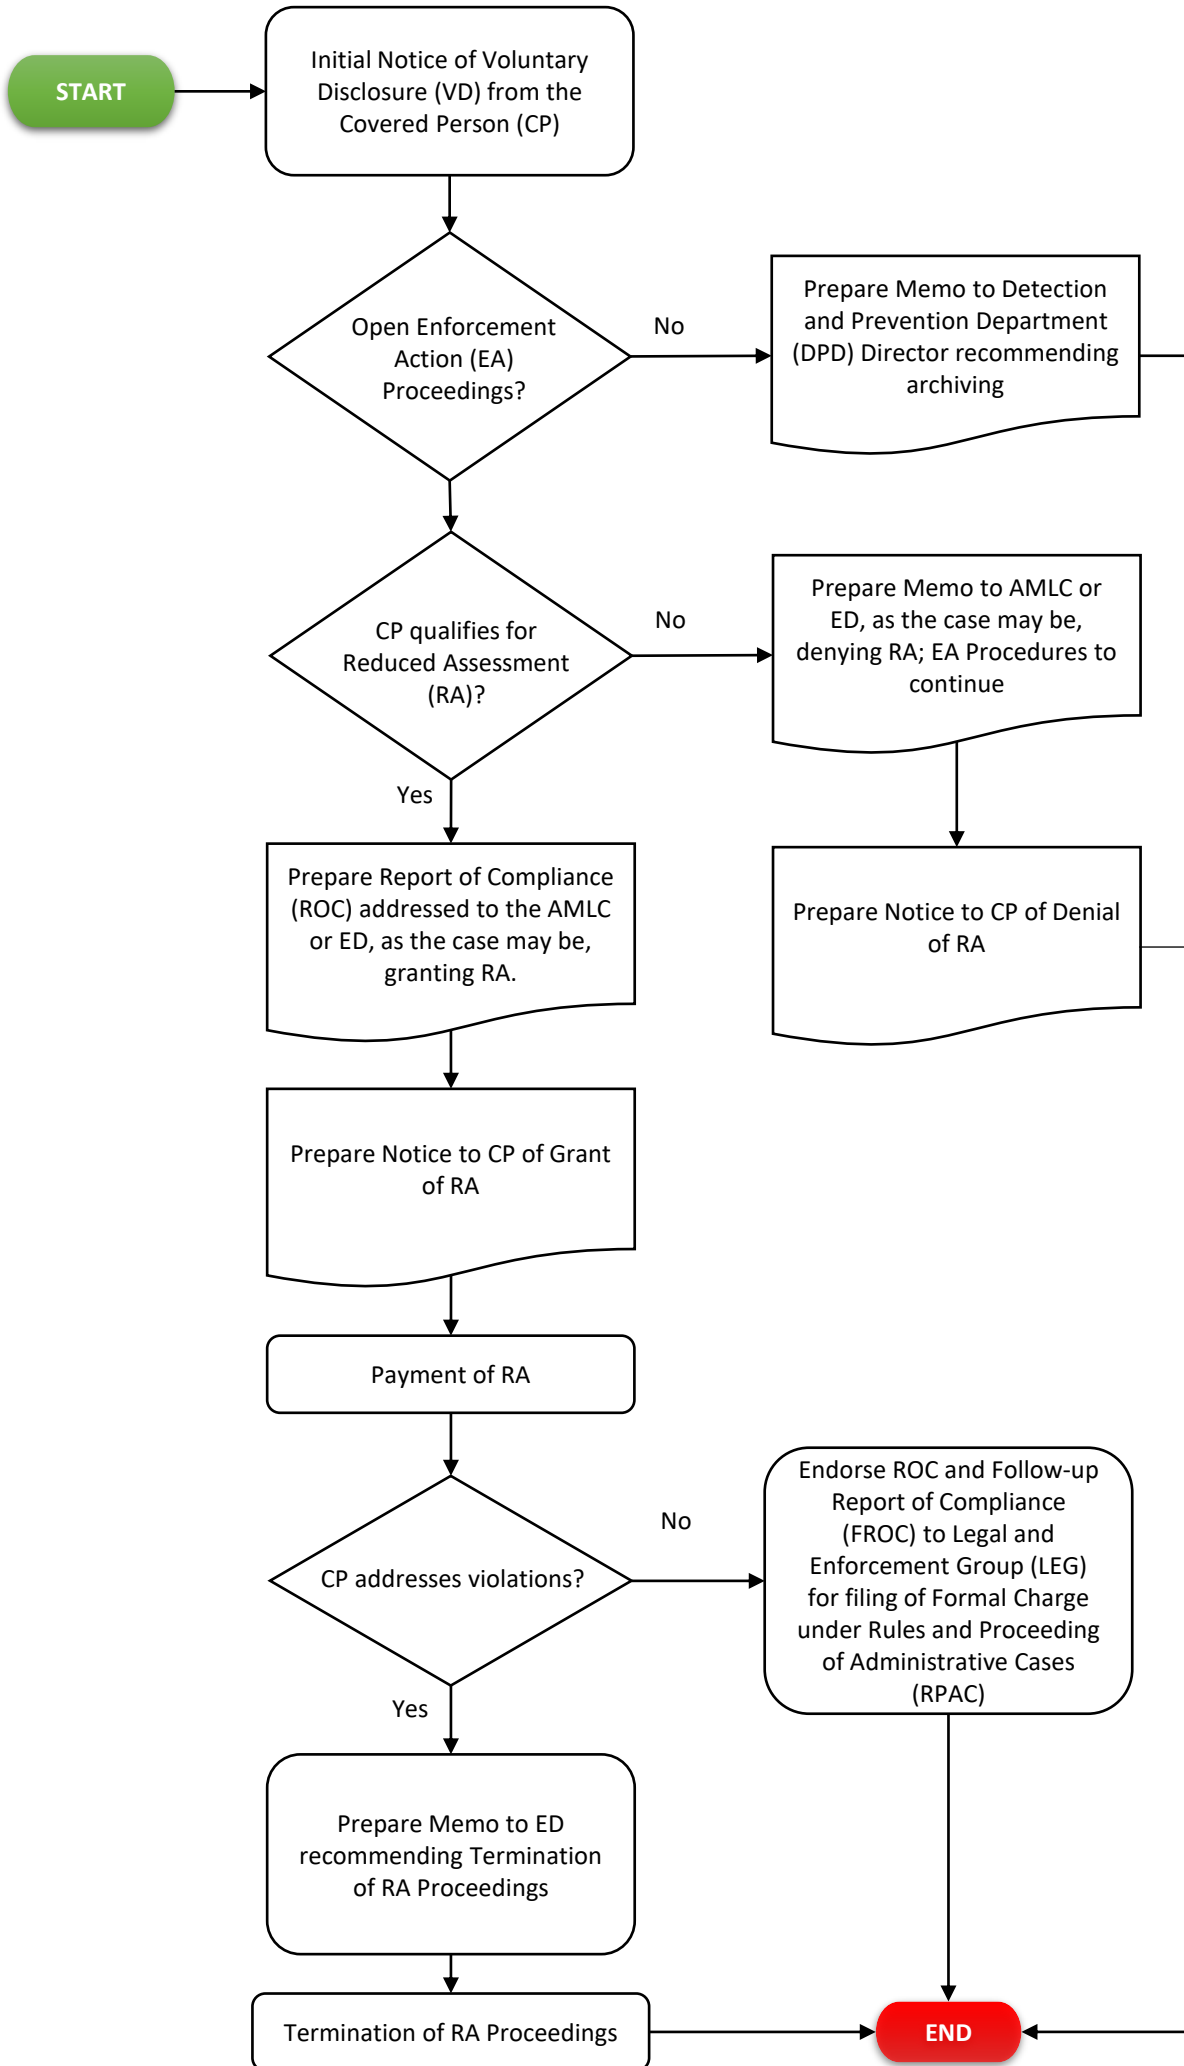 START
Initial Notice of Voluntary
Disclosure (VD) from the
Covered Person (CP)
Open Enforcement
Action (EA)
Proceedings?
No
Prepare Memo to Detection
and Prevention Department
(DPD) Director recommending
archiving
CP qualifies for
Reduced Assessment
(RA)?
No
Prepare Memo to AMLC or
ED, as the case may be,
denying RA; EA Procedures to
continue
Yes
Prepare Report of Compliance
(ROC) addressed to the AMLC
or ED, as the case may be,
granting RA.
Prepare Notice to CP of Denial
of RA
Prepare Notice to CP of Grant
of RA
Payment of RA
CP addresses violations?
No
Endorse ROC and Follow-up
Report of Compliance
(FROC) to Legal and
Enforcement Group (LEG)
for filing of Formal Charge
under Rules and Proceeding
of Administrative Cases
(RPAC)
Yes
Prepare Memo to ED
recommending Termination
of RA Proceedings
Termination of RA Proceedings
END